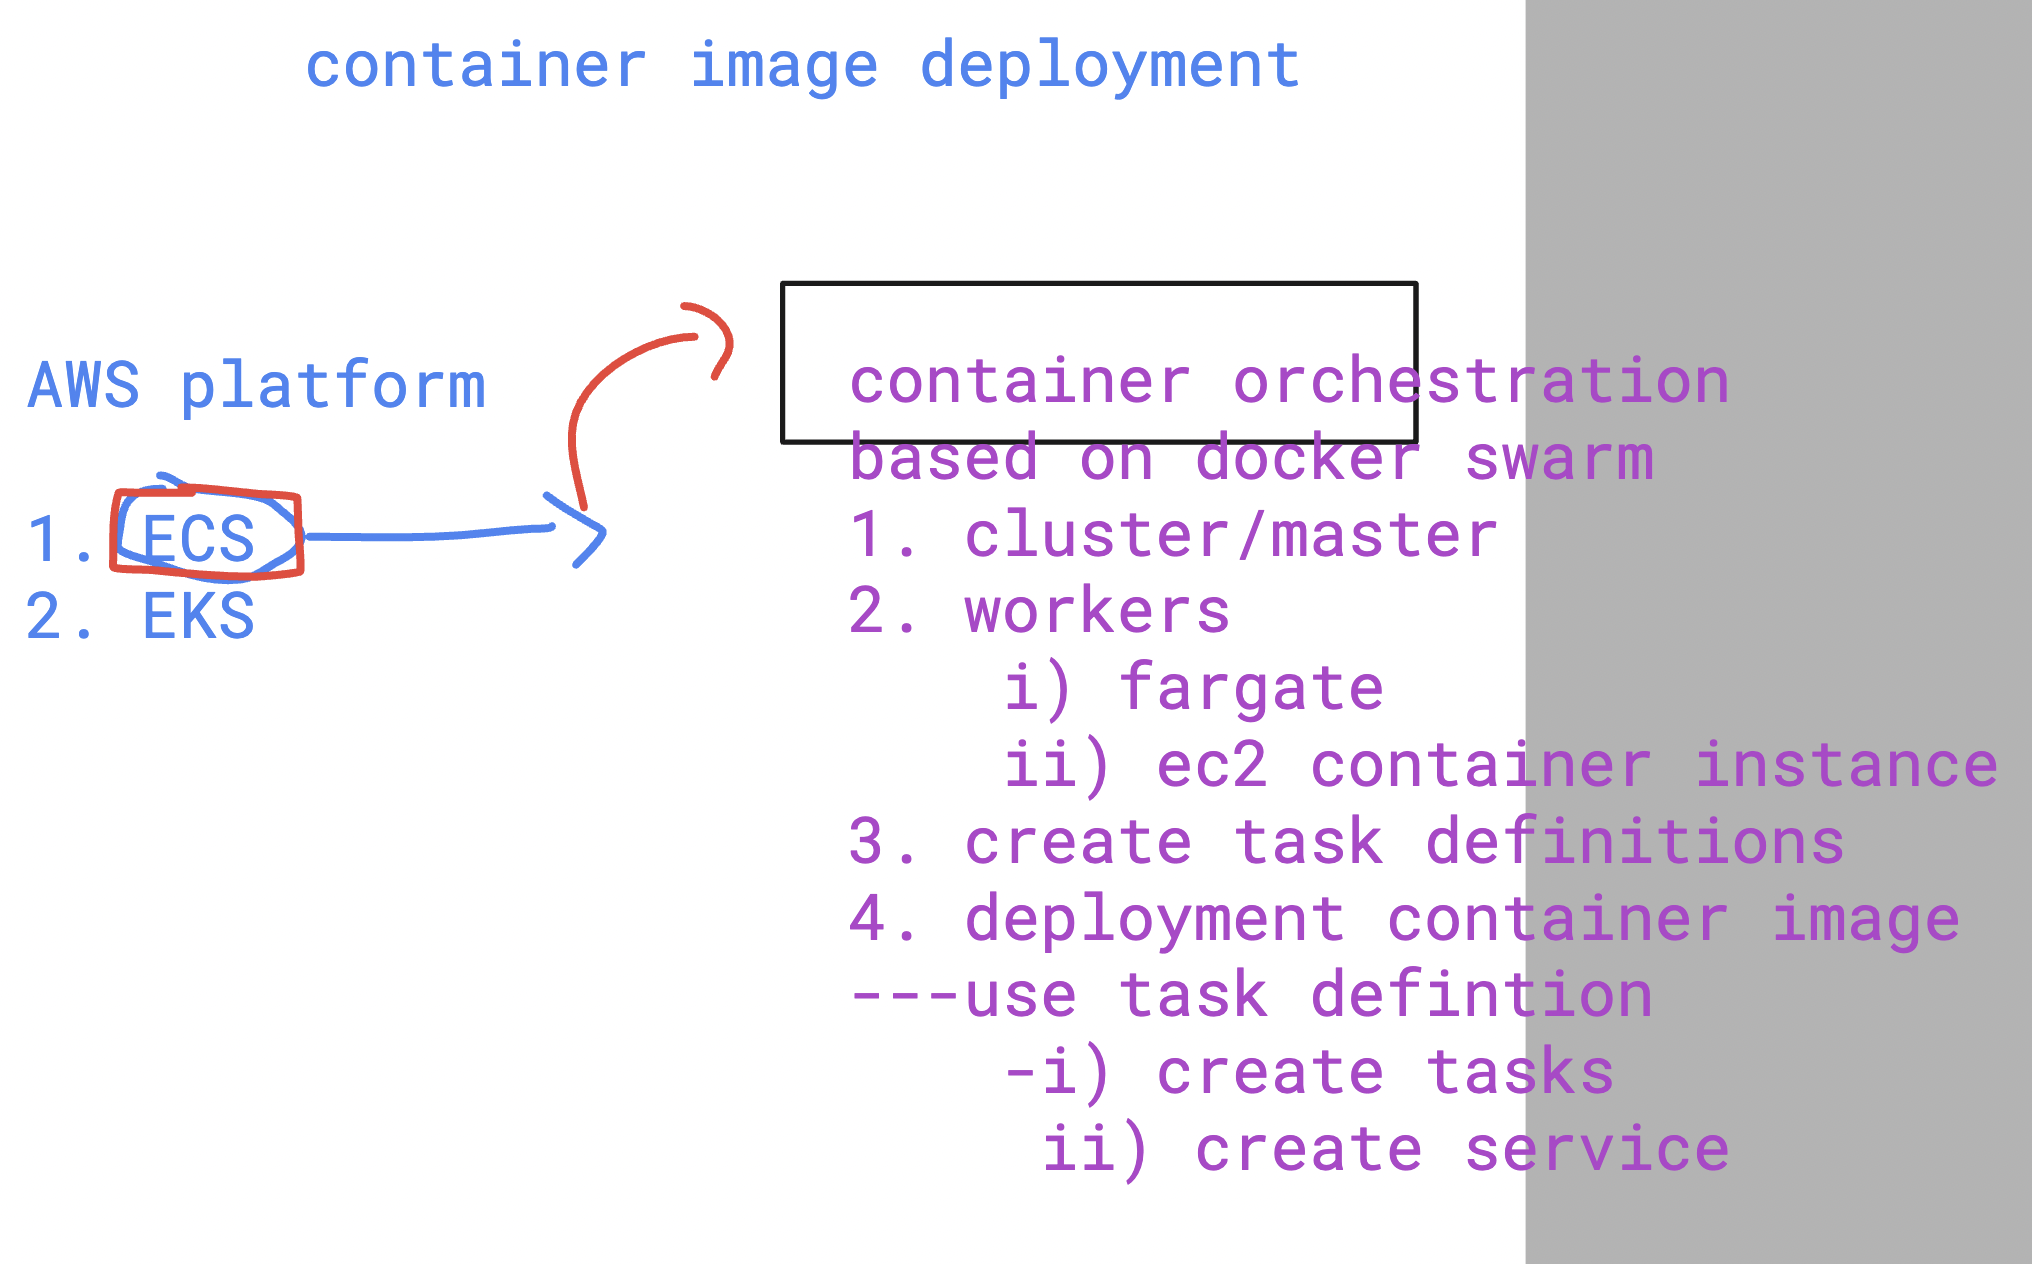 container image deployment
AWS platform
1. ECS
2. EKS
container orchestration
based on docker swarm
1. cluster/master
2. workers
i) fargate
ii) ec2 container instance
3. create task definitions
4. deployment container image
---use task defintion
-i) create tasks
ii) create service